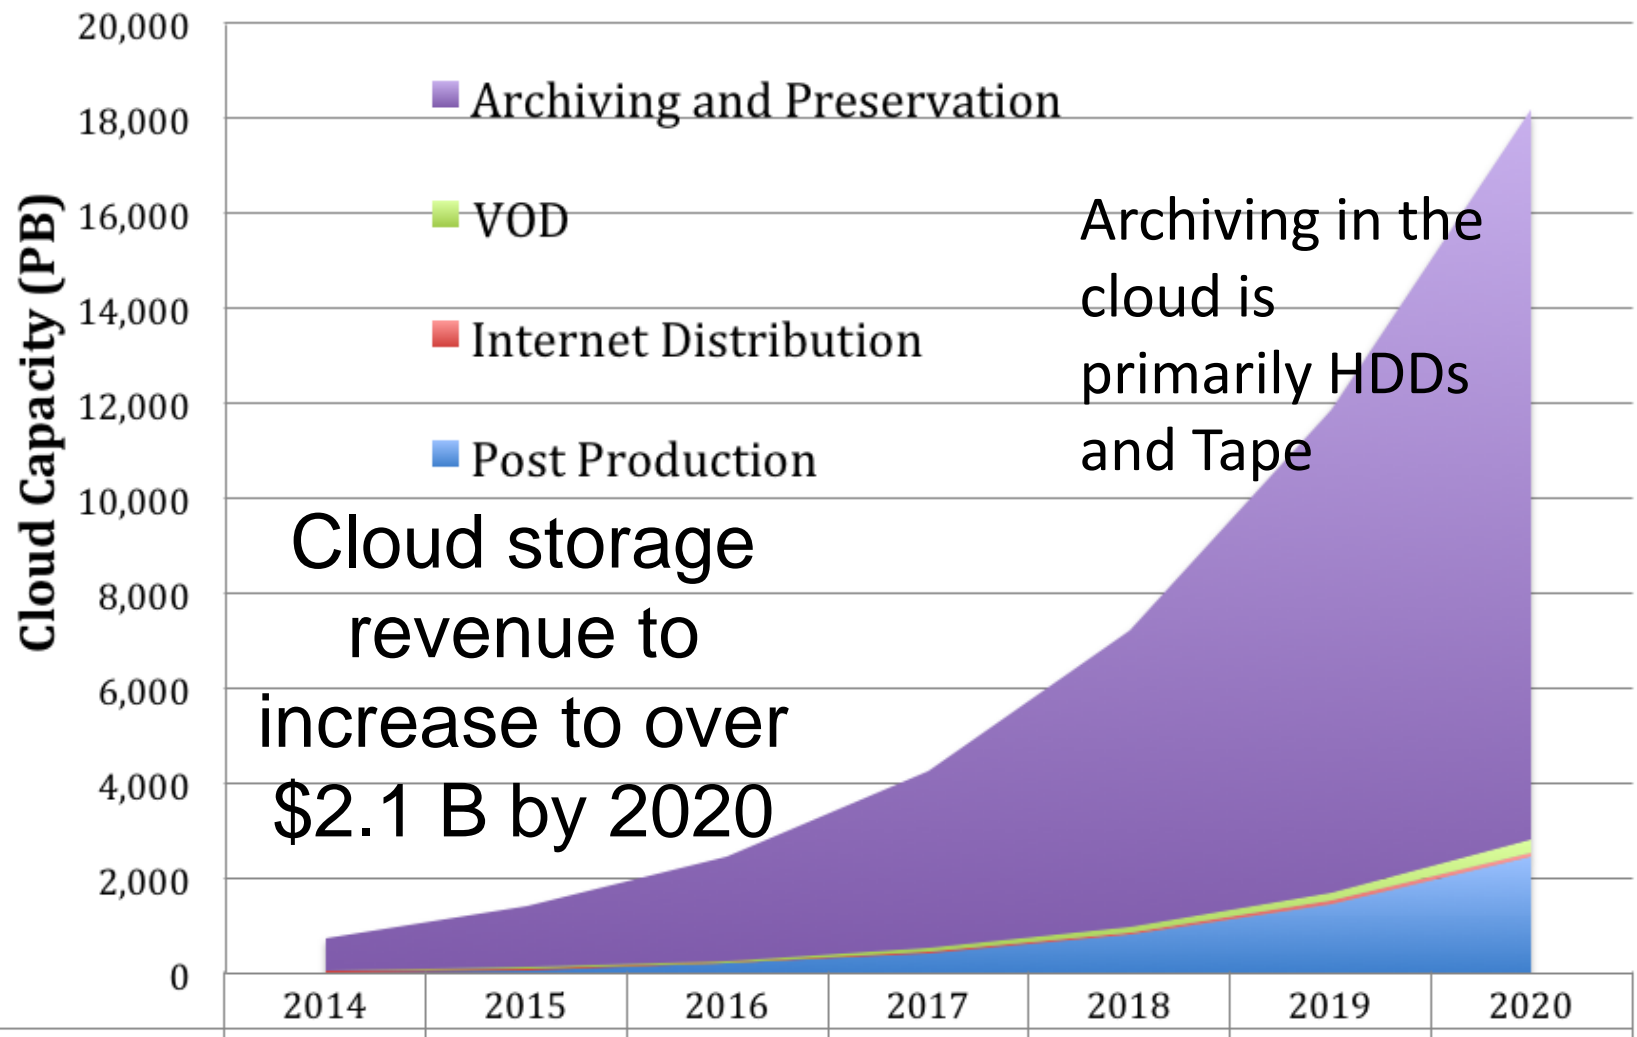 20,000
18,000
16,000
14,000
12,000
10,000
8,000
6,000
4,000
2,000
0
Cloud Capacity (PB)
Archiving and Preservation
VOD
Internet Distribution
Post Production
Archiving in the
cloud is
primarily HDDs
and Tape
Cloud storage
revenue to
increase to over
$2.1 B by 2020
2014 2015 2016 2017 2018 2019 2020